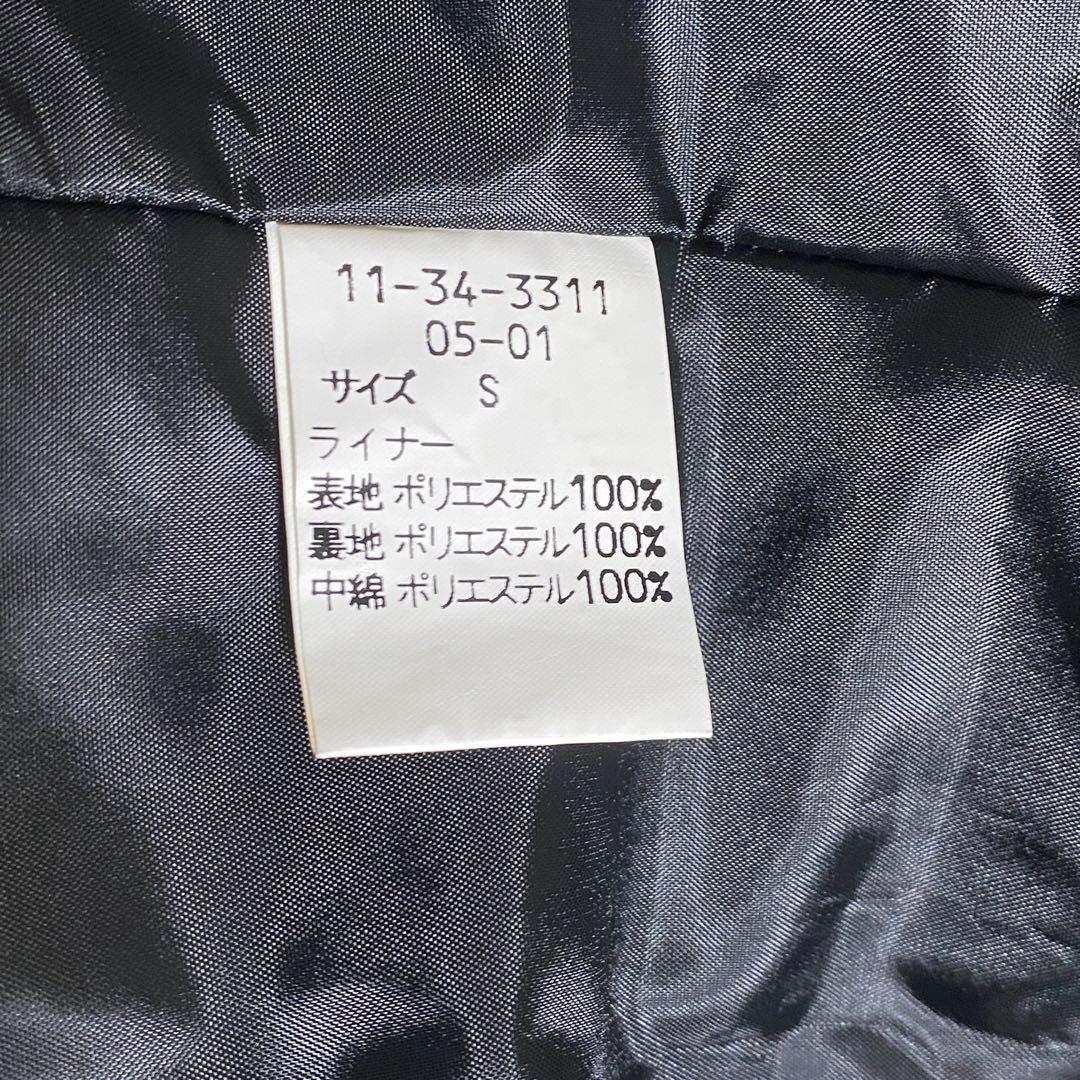 11-34-3311
05-01
サイズ S
ライナー
表地 ポリエステル100%
裏地 ポリエステル100%
中綿 ポリエステル100%